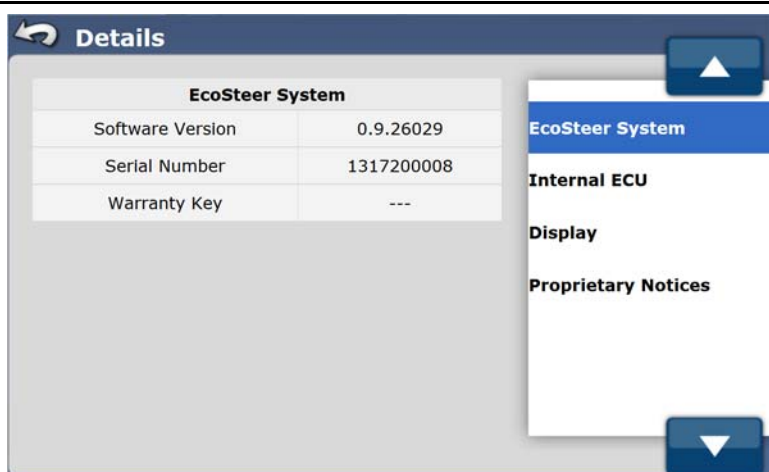 Details
EcoSteer System
Software Version 0.9.26029
Serial Number 1317200008
Warranty Key ---
EcoSteer System
Internal ECU
Display
Proprietary Notices